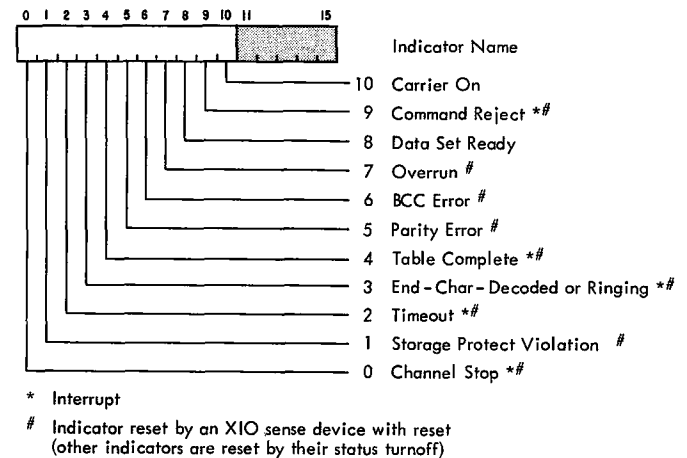 0 1 2 3 4 5 6 7 8 9 10 11 15
Indicator Name
10 Carrier On
9 Command Reject *#
8 Data Set Ready
7 Overrun #
6 BCC Error #
5 Parity Error #
4 Table Complete *#
3 End-Char-Decoded or Ringing *#
2 Timeout *#
1 Storage Protect Violation #
0 Channel Stop *#
* Interrupt
# Indicator reset by an XIO sense device with reset
(other indicators are reset by their status turnoff)